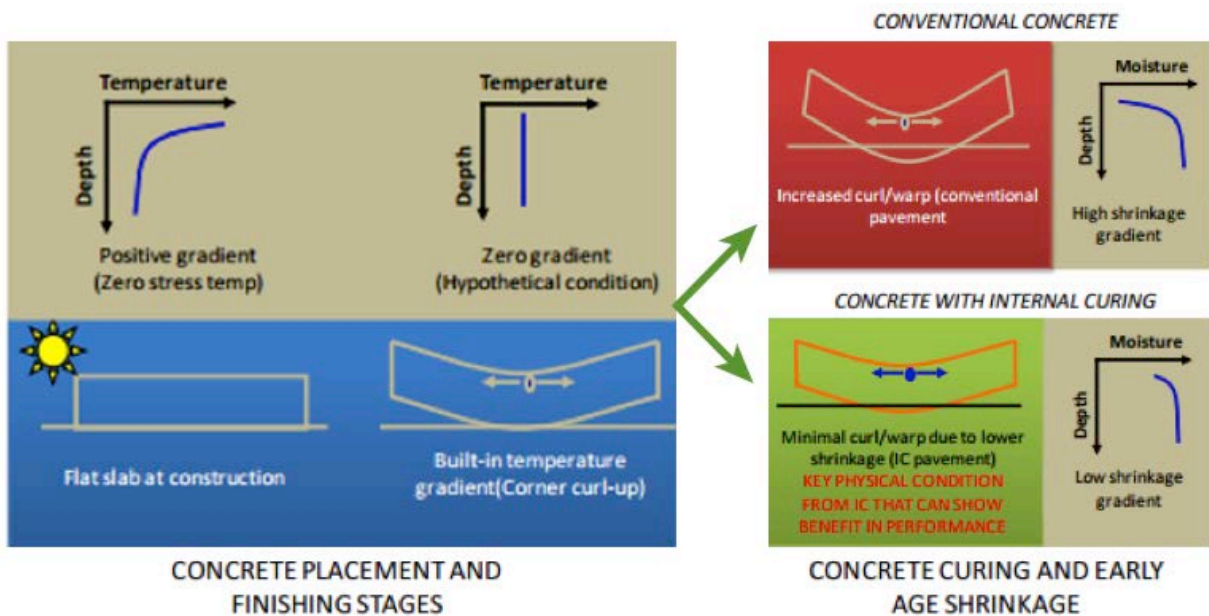 CONVENTIONAL CONCRETE
Temperature
Depth
Positive gradient
(Zero stress temp)
Temperature
Depth
Zero gradient
(Hypothetical condition)
Flat slab at construction
Built-in temperature
gradient(Corner curl-up)
CONCRETE PLACEMENT AND
FINISHING STAGES
Increased curl/warp (conventional
pavement
Moisture
Depth
High shrinkage
gradient
CONCRETE WITH INTERNAL CURING
Minimal curl/warp due to lower
shrinkage (IC pavement)
KEY PHYSICAL CONDITION
FROM IC THAT CAN SHOW
BENEFIT IN PERFORMANCE
Moisture
Depth
Low shrinkage
gradient
CONCRETE CURING AND EARLY
AGE SHRINKAGE